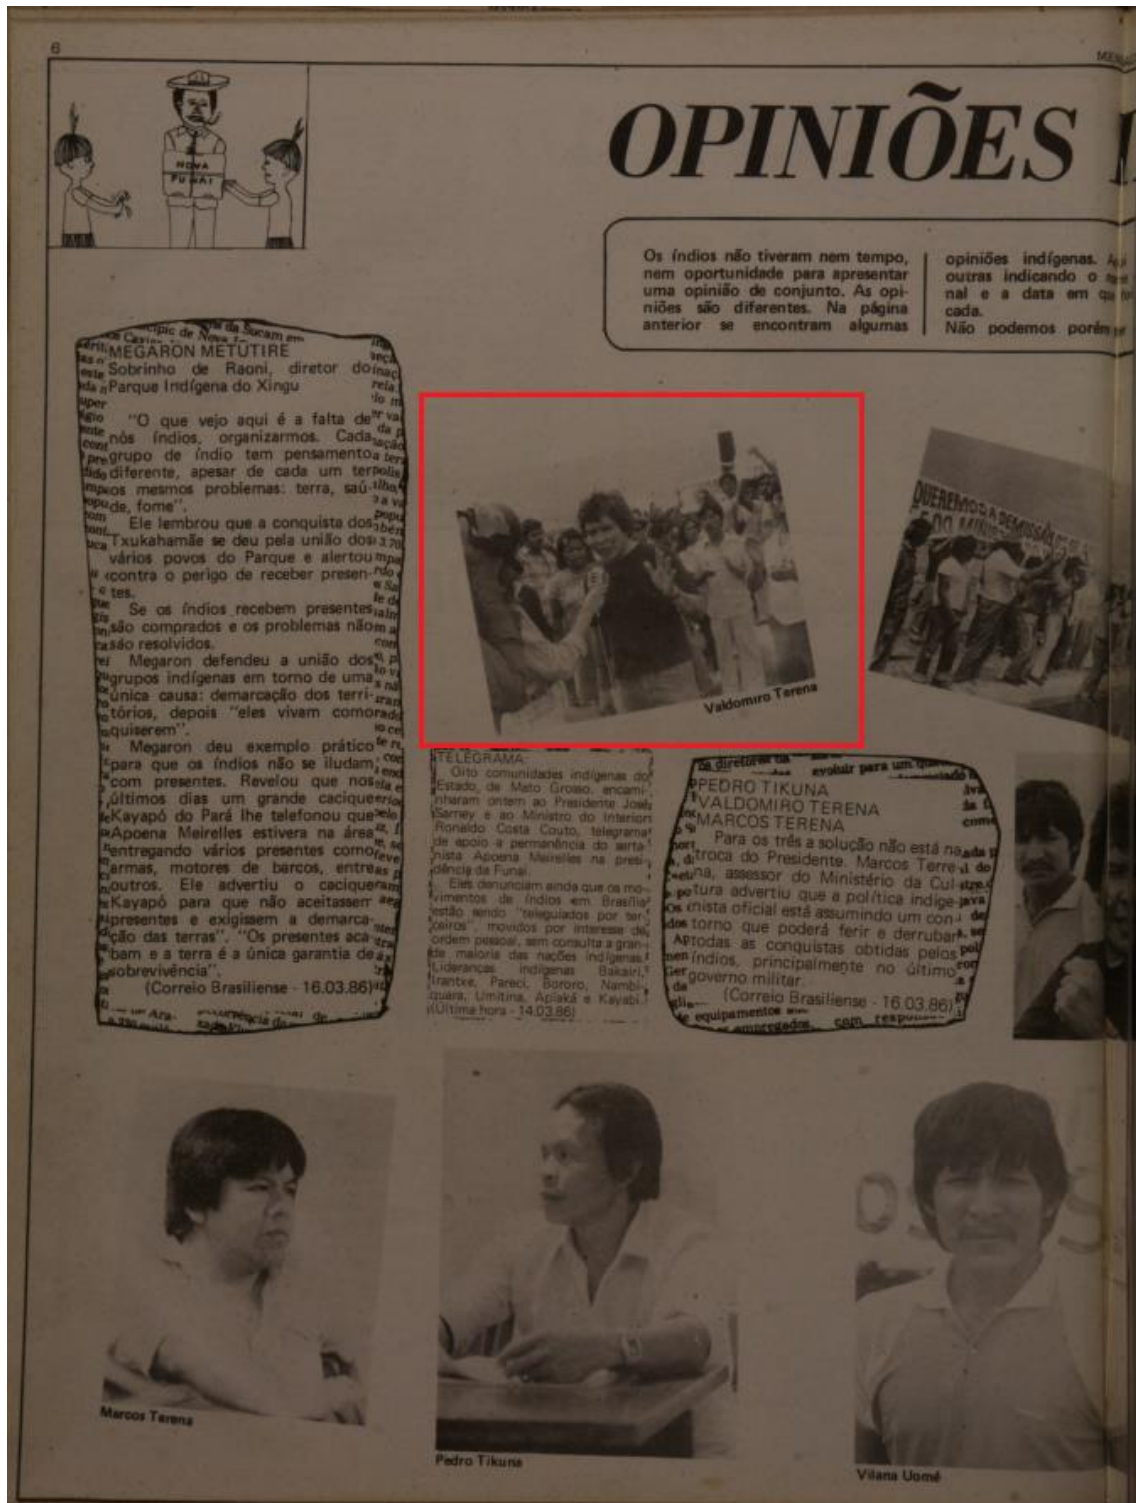 6
NOVA
FUNAI
OPINIÕES
Os índios não tiveram nem tempo,
nem oportunidade para apresentar
uma opinião de conjunto. As opi-
niões são diferentes. Na página
anterior se encontram algumas
opiniões indígenas.
outras indicando o
nal e a data em
cada.
Não podemos
MEGARON METUTIRE
Sobrinho de Raoni, diretor do
Parque Indígena do Xingu
"O que vejo aqui é a falta de
nós índios, organizarmos. Cada
grupo de índio tem pensamento
diferente, apesar de cada um ter
os mesmos problemas: terra, saú-
de, fome".
Ele lembrou que a conquista dos
Txukahamãe se deu pela união dos
vários povos do Parque e alertou
contra o perigo de receber presen-
tes.
Se os índios recebem presentes
são comprados e os problemas não
são resolvidos.
Megaron defendeu a união dos
grupos indígenas em torno de uma
única causa: demarcação dos terri-
tórios, depois "eles vivam como
quiserem".
Megaron deu exemplo prático
para que os índios não se iludam
com presentes. Revelou que nos
últimos dias um grande cacique
Kayapó do Pará lhe telefonou que
Apoena Meirelles estivera na área
entregando vários presentes como
armas, motores de barcos, entre
outros. Ele advertiu o cacique
Kayapó para que não aceitassem
presentes e exigissem a demarca-
ção das terras". "Os presentes aca-
bam e a terra é a única garantia de
sobrevivência".
(Correio Brasiliense - 16.03.86)
QUEREMOS A DEMISSÃO
DO
Valdomiro Terena
TELEGRAMA:
Oito comunidades indígenas do
Estado, de Mato Grosso, encami-
nharam ontem ao Presidente José
Sarney e ao Ministro do Interior
Ronaldo Costa Couto, telegrama
de apoio a permanência do serta-
nista Apoena Meirelles na presi-
dência da Funai.
Eles denunciam ainda que os mo-
vimentos de índios em Brasília
estão sendo "teleguiados por ter-
ceiros", movidos por interesse de
ordem pessoal, sem consulta a gran-
de maioria das nações indígenas.
Lideranças indígenas Bakairi,
Irantxe, Pareci, Bororo, Nambi-
quara, Umitina, Apiaká e Kayabi.
(Última hora - 14.03.86)
PEDRO TIKUNA
VALDOMIRO TERENA
MARCOS TERENA
Para os três a solução não está na
troca do Presidente. Marcos Terre-
na, assessor do Ministério da Cul-
tura advertiu que a política indige-
nista oficial está assumindo um con-
torno que poderá ferir e derrubar
todas as conquistas obtidas pelos
índios, principalmente no último
governo militar.
(Correio Brasiliense - 16.03.86)
Marcos Terena
Pedro Tikuna
Vilana Uomé